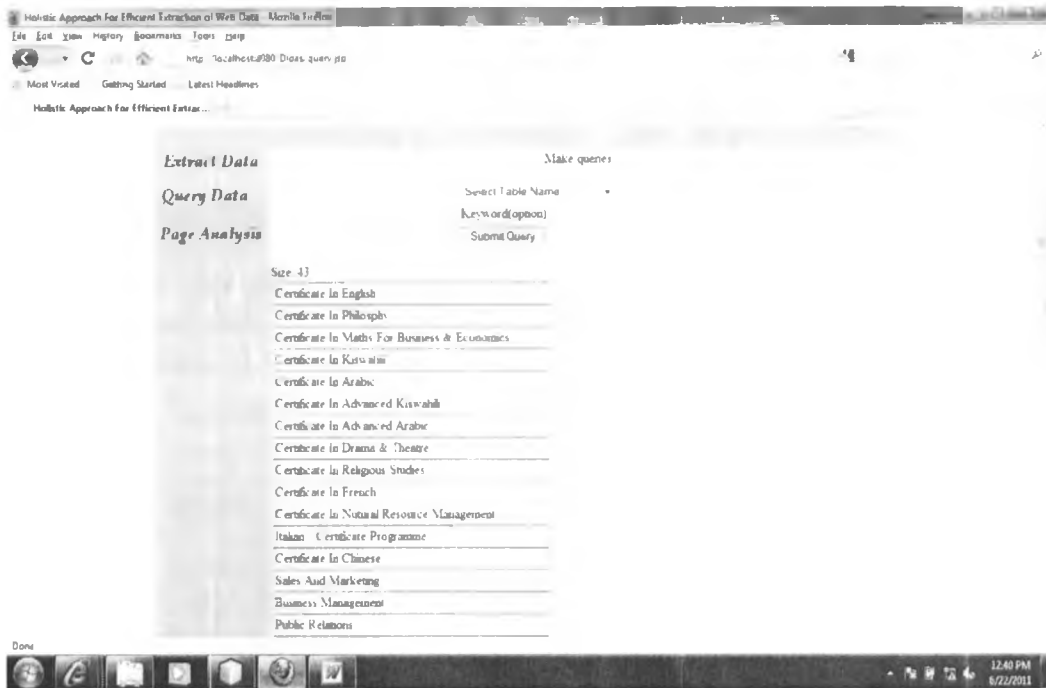 Holistic Approach For Efficient Extraction of Web Data - Mozilla Firefox
File Edit View History Bookmarks Tools Help
Most Visited Getting Started Latest Headlines
Holistic Approach For Efficient Extrac...
Extract Data
Query Data
Page Analysis
Make queries
Select Table Name
Keyword(option)
Submit Query
Size: 43
Certificate In English
Certificate In Philosphy
Certificate In Maths For Business & Economics
Certificate In Kiswahili
Certificate In Arabic
Certificate In Advanced Kiswahili
Certificate In Advanced Arabic
Certificate In Drama & Theatre
Certificate In Religious Studies
Certificate In French
Certificate In Natural Resource Management
Italian Certificate Programme
Certificate In Chinese
Sales And Marketing
Business Management
Public Relations
Done
12:40 PM
6/22/2011